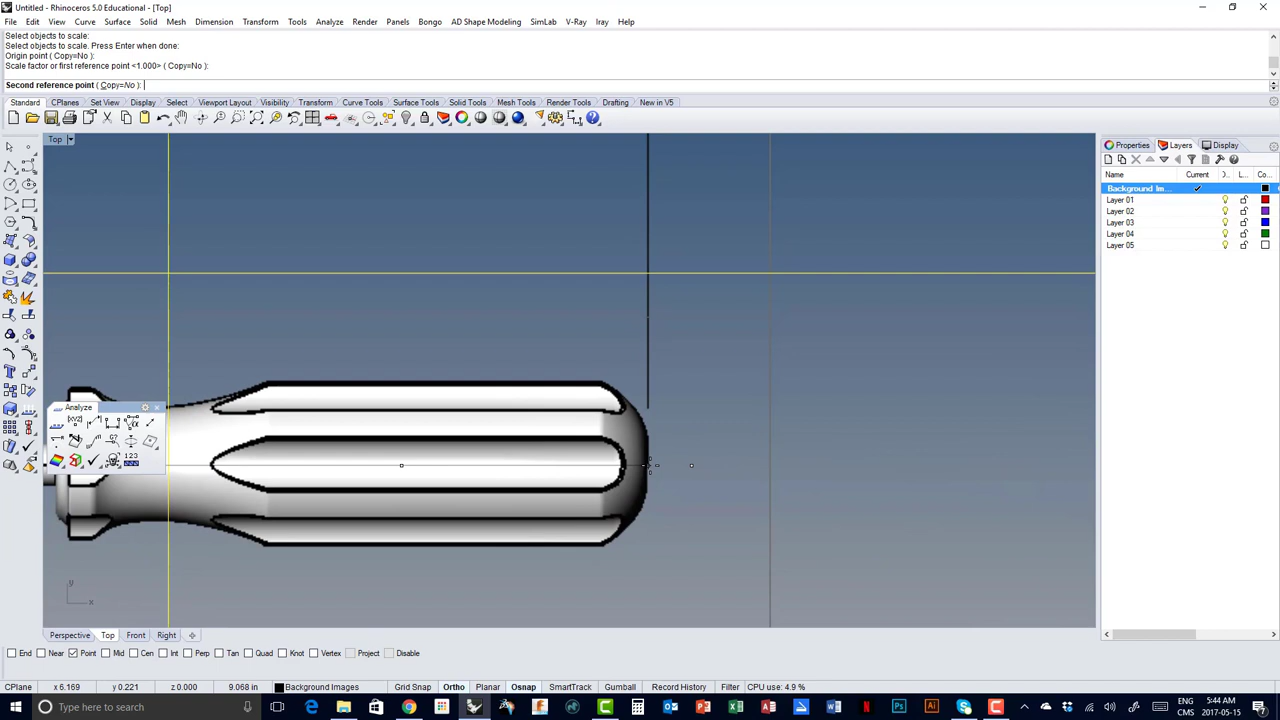 Untitled - Rhinoceros 5.0 Educational - [Top]
File Edit View Curve Surface Solid Mesh Dimension Transform Tools Analyze Render Panels Bongo AD Shape Modeling SimLab V-Ray Iray Help
Select objects to scale:
Select objects to scale. Press Enter when done:
Origin point ( Copy=No ):
Scale factor or first reference point <1.000> ( Copy=No ):
Second reference point ( Copy=No ):
Standard CPlanes Set View Display Select Viewport Layout Visibility Transform Curve Tools Surface Tools Solid Tools Mesh Tools Render Tools Drafting New in V5
Top
Properties Layers Display
Name Current L... Co...
Background Im...
Layer 01
Layer 02
Layer 03
Layer 04
Layer 05
Analyze
y
x
Perspective Top Front Right
End Near Point Mid Cen Int Perp Tan Quad Knot Vertex Project Disable
CPlane x 6.169 y 0.221 z 0.000 9.068 in Background Images Grid Snap Ortho Planar Osnap SmartTrack Gumball Record History Filter CPU use: 4.9 %
Type here to search
ENG
CMS
5:44 AM
2017-05-15